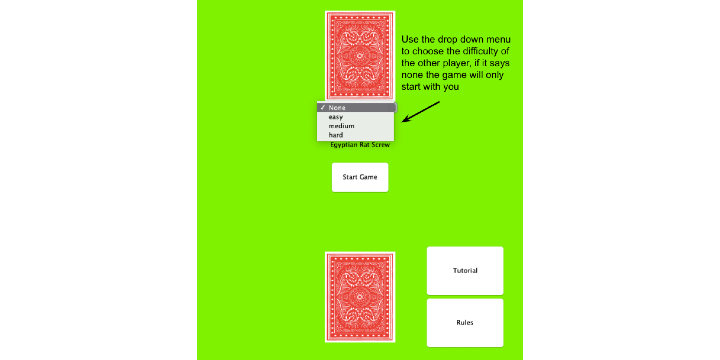 Use the drop down menu
to choose the difficulty of
the other player, if it says
none the game will only
start with you
✓ None
easy
medium
hard
Egyptian Rat Screw
Start Game
Tutorial
Rules